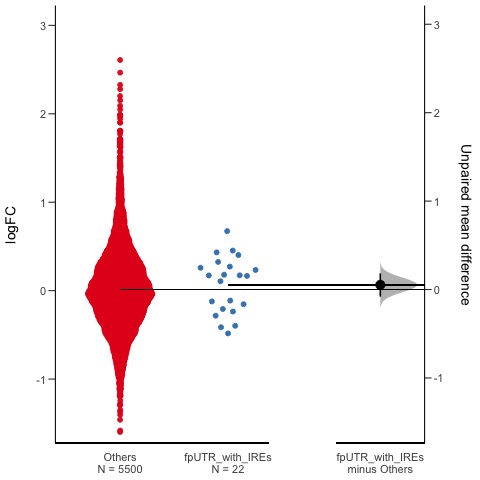 3
2
1
0
-1
logFC
3
2
1
0
-1
Unpaired mean difference
Others
N = 5500
fpUTR_with_IREs
N = 22
fpUTR_with_IREs
minus Others